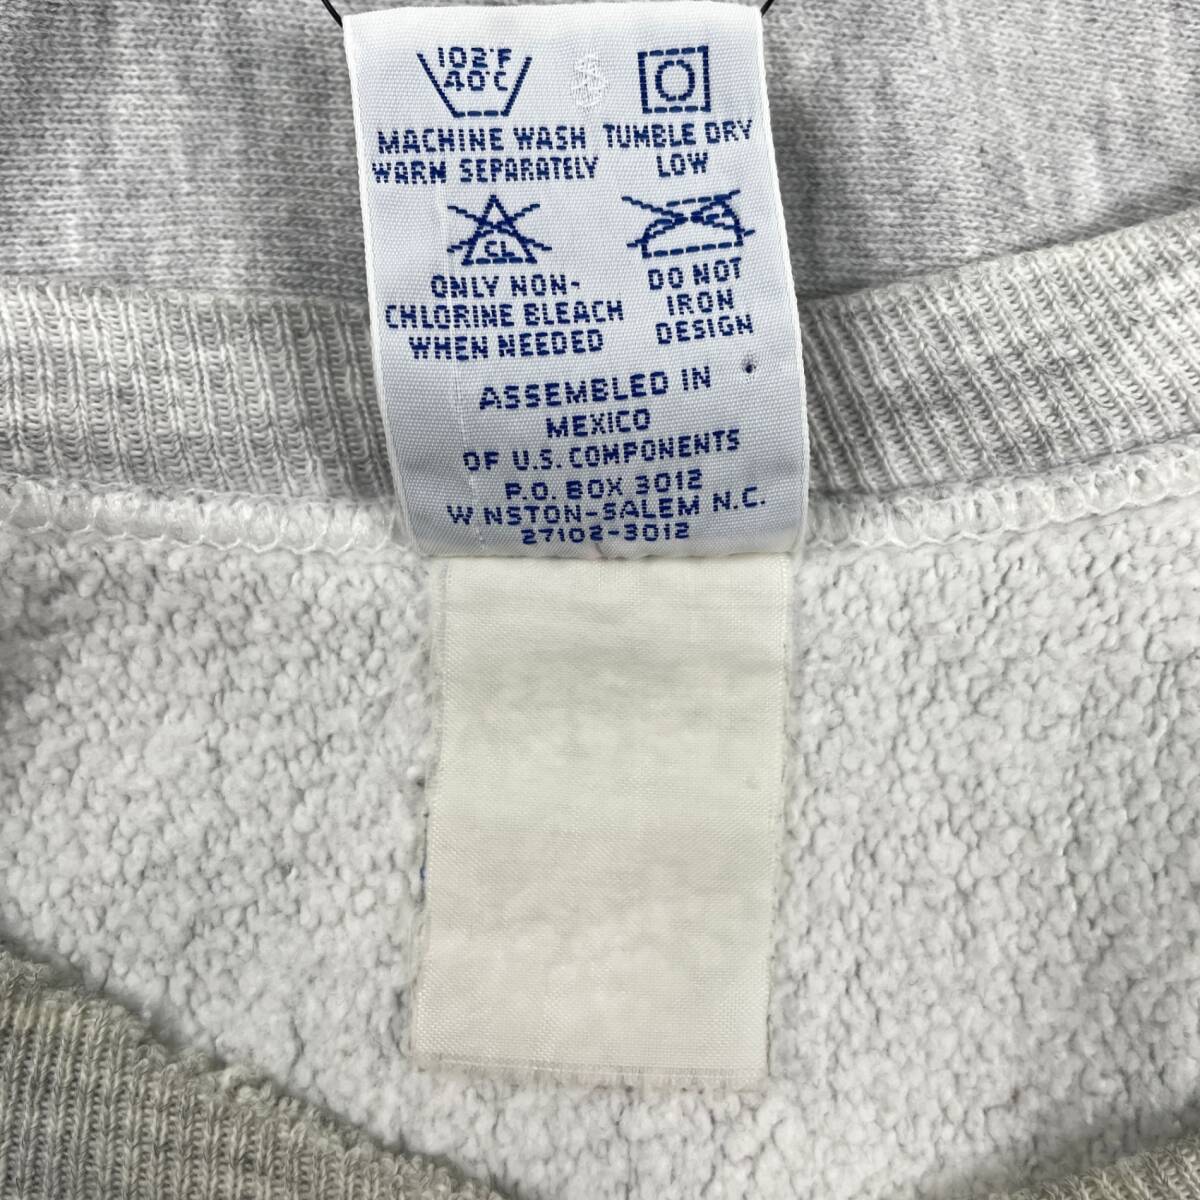 102°F
40°C
MACHINE WASH
WARM SEPARATELY
TUMBLE DRY
LOW
CL
ONLY NON-
CHLORINE BLEACH
WHEN NEEDED
DO NOT
IRON
DESIGN
ASSEMBLED IN
MEXICO
OF U.S. COMPONENTS
P.O. BOX 3012
W NSTON-SALEM N.C.
27102-3012